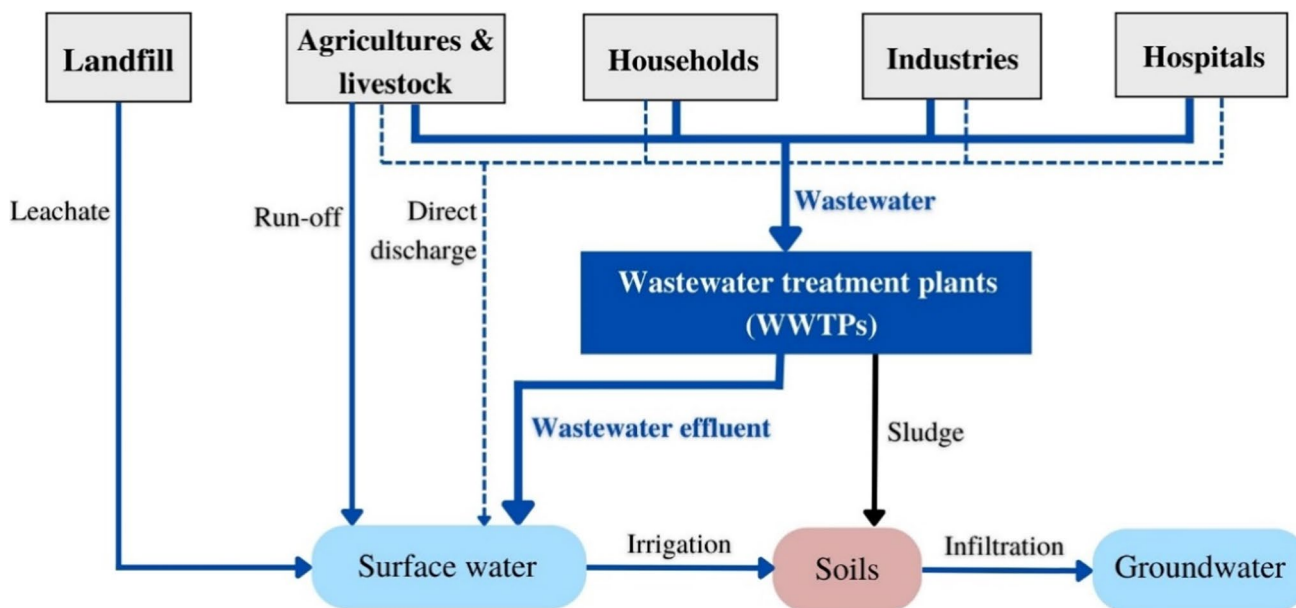 Landfill
Agricultures &
livestock
Households
Industries
Hospitals
Leachate
Run-off
Direct
discharge
Wastewater
Wastewater treatment plants
(WWTPs)
Wastewater effluent
Sludge
Surface water
Irrigation
Soils
Infiltration
Groundwater